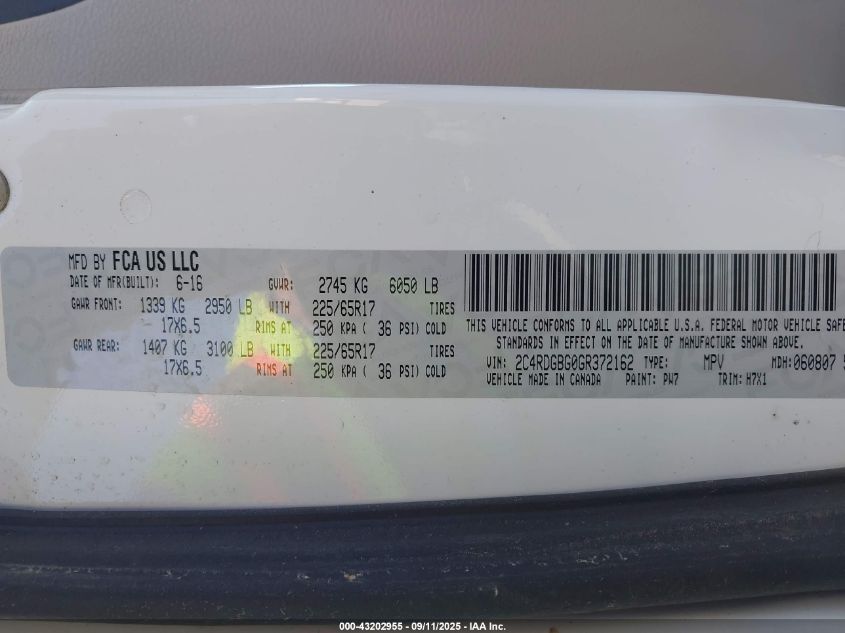 MFD BY FCA US LLC
DATE OF MFR(BUILT): 6-16 GVWR: 2745 KG 6050 LB
GAWR FRONT: 1339 KG 2950 LB WITH 225/65R17 TIRES
17X6.5 RIMS AT 250 KPA ( 36 PSI) COLD
GAWR REAR: 1407 KG 3100 LB WITH 225/65R17 TIRES
17X6.5 RIMS AT 250 KPA ( 36 PSI) COLD
THIS VEHICLE CONFORMS TO ALL APPLICABLE U.S.A. FEDERAL MOTOR VEHICLE SAFE
STANDARDS IN EFFECT ON THE DATE OF MANUFACTURE SHOWN ABOVE.
VIN: 2C4RDGBG0GR372162 TYPE: MPV MDH: 060807 5
VEHICLE MADE IN CANADA PAINT: PW7 TRIM: H7X1
000-43202955 - 09/11/2025 - IAA Inc.